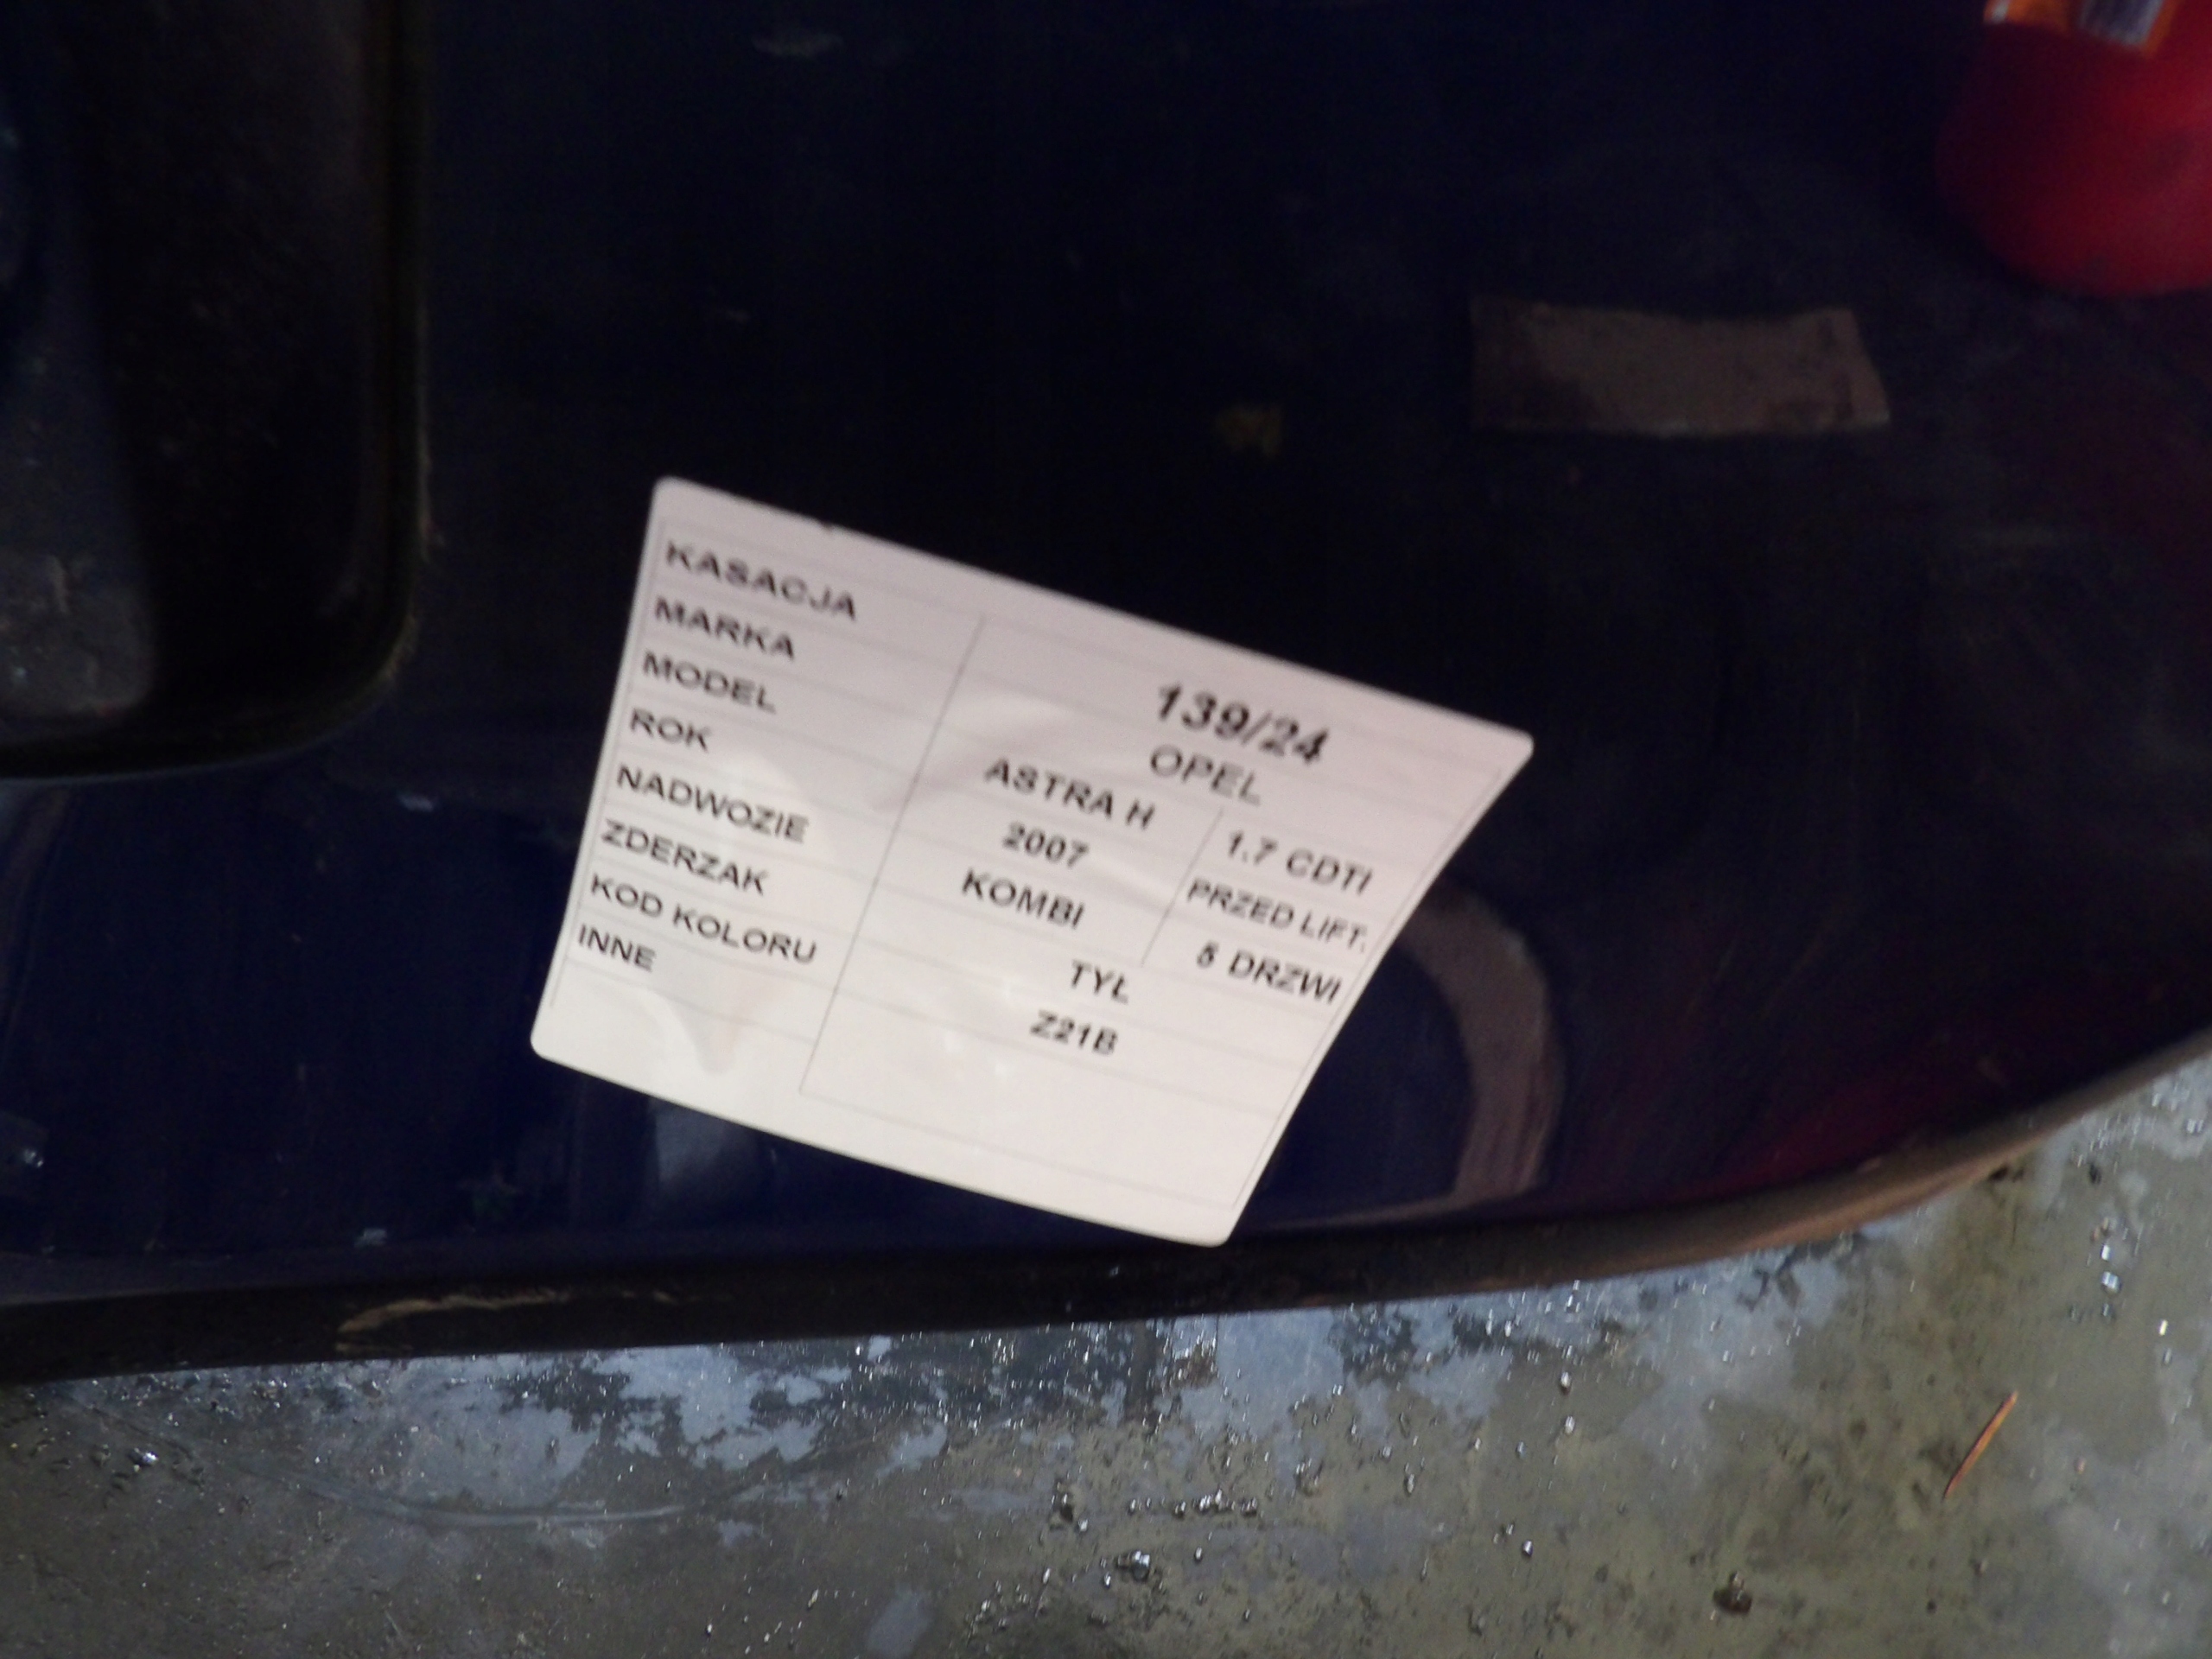 KASACJA 139/24
MARKA OPEL
MODEL ASTRA H 1.7 CDTI
ROK 2007 PRZED LIFT.
NADWOZIE KOMBI 5 DRZWI
ZDERZAK TYŁ
KOD KOLORU Z21B
INNE